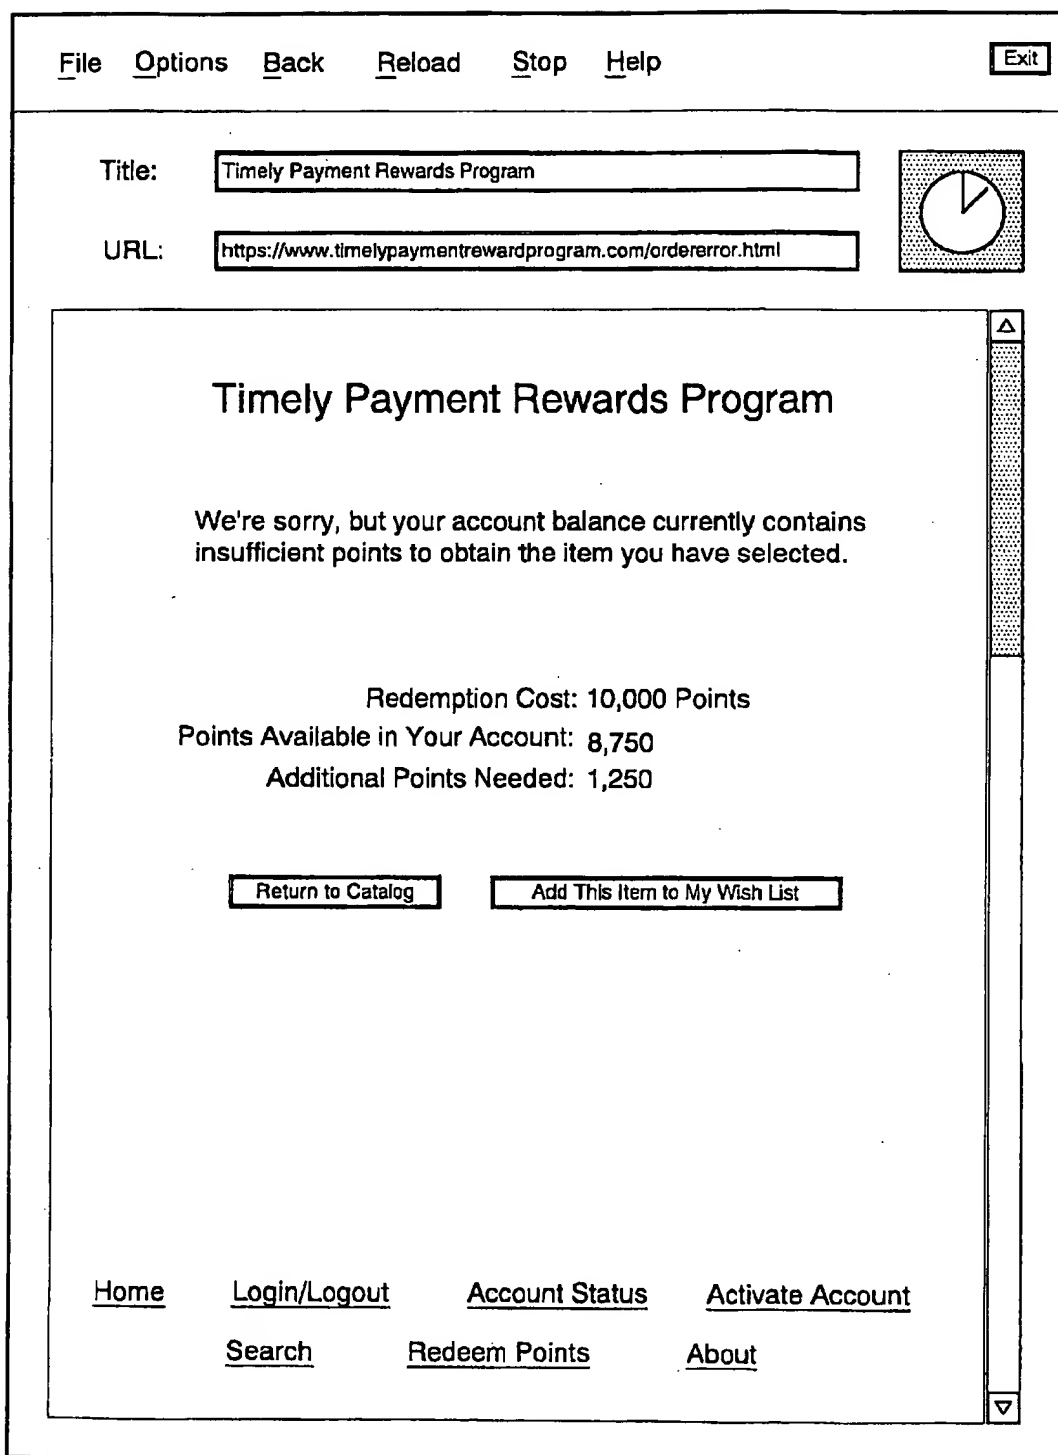 File Options Back Reload Stop Help Exit
Title: Timely Payment Rewards Program
URL: https://www.timelypaymentrewardprogram.com/ordererror.html
Timely Payment Rewards Program
We're sorry, but your account balance currently contains
insufficient points to obtain the item you have selected.
Redemption Cost: 10,000 Points
Points Available in Your Account: 8,750
Additional Points Needed: 1,250
Return to Catalog Add This Item to My Wish List
Home Login/Logout Account Status Activate Account
Search Redeem Points About